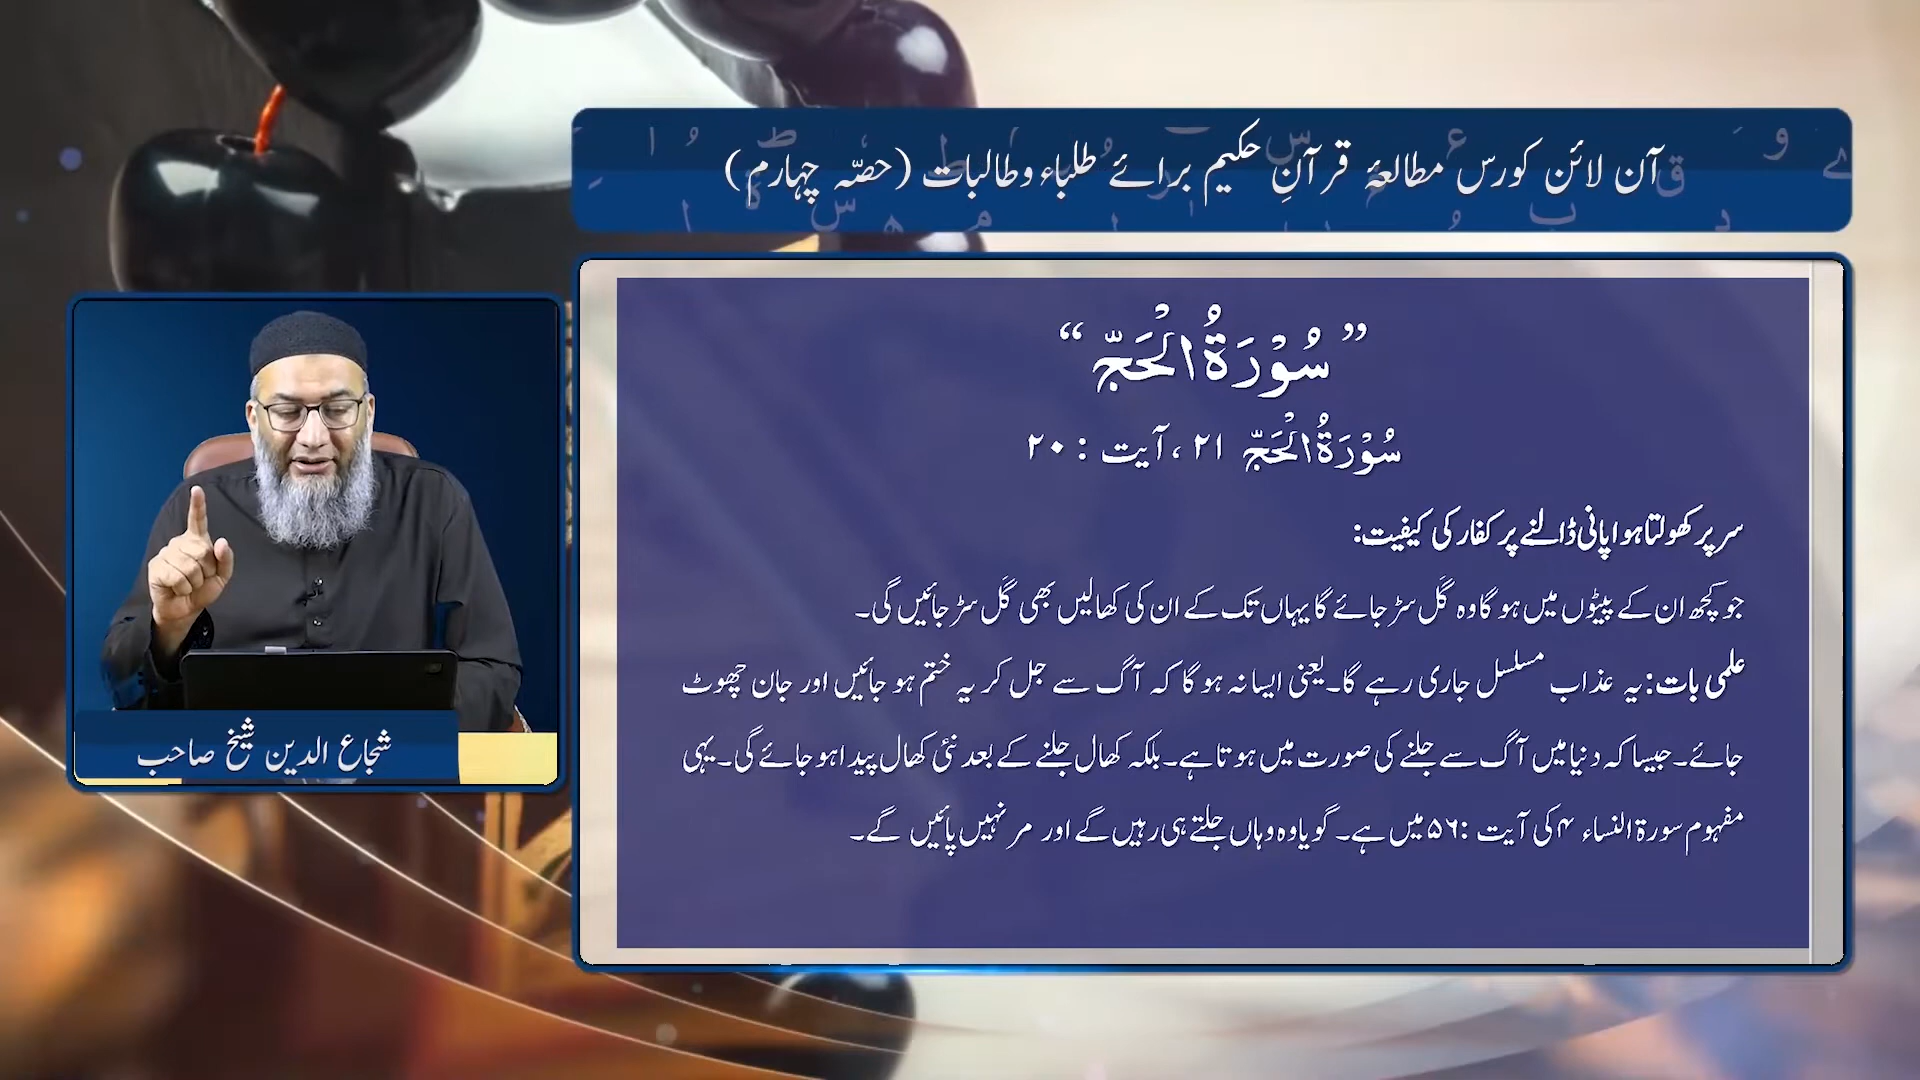 آن لائن کورس مطالعۂ قرآنِ حکیم برائے طلباء وطالبات (حصّہ چہارم)
”سُوْرَۃُ الْحَجّ“
سُوْرَۃُ الْحَجّ ۲۱ ،آیت : ۲۰
سر پر کھولتا ہوا پانی ڈالنے پر کفار کی کیفیت:
جو کچھ ان کے پیٹوں میں ہو گا وہ گَل سڑ جائے گا یہاں تک کے ان کی کھالیں بھی گَل سڑ جائیں گی۔
علمی بات: یہ عذاب مسلسل جاری رہے گا۔ یعنی ایسا نہ ہو گا کہ آگ سے جل کر یہ ختم ہو جائیں اور جان چھوٹ
جائے۔ جیسا کہ دنیا میں آگ سے جلنے کی صورت میں ہوتا ہے۔ بلکہ کھال جلنے کے بعد نئی کھال پیدا ہو جائے گی۔ یہی
مفہوم سورۃ النساء ۴ کی آیت :۵۶ میں ہے۔ گویا وہ وہاں جلتے ہی رہیں گے اور مر نہیں پائیں گے۔
شجاع الدین شیخ صاحب